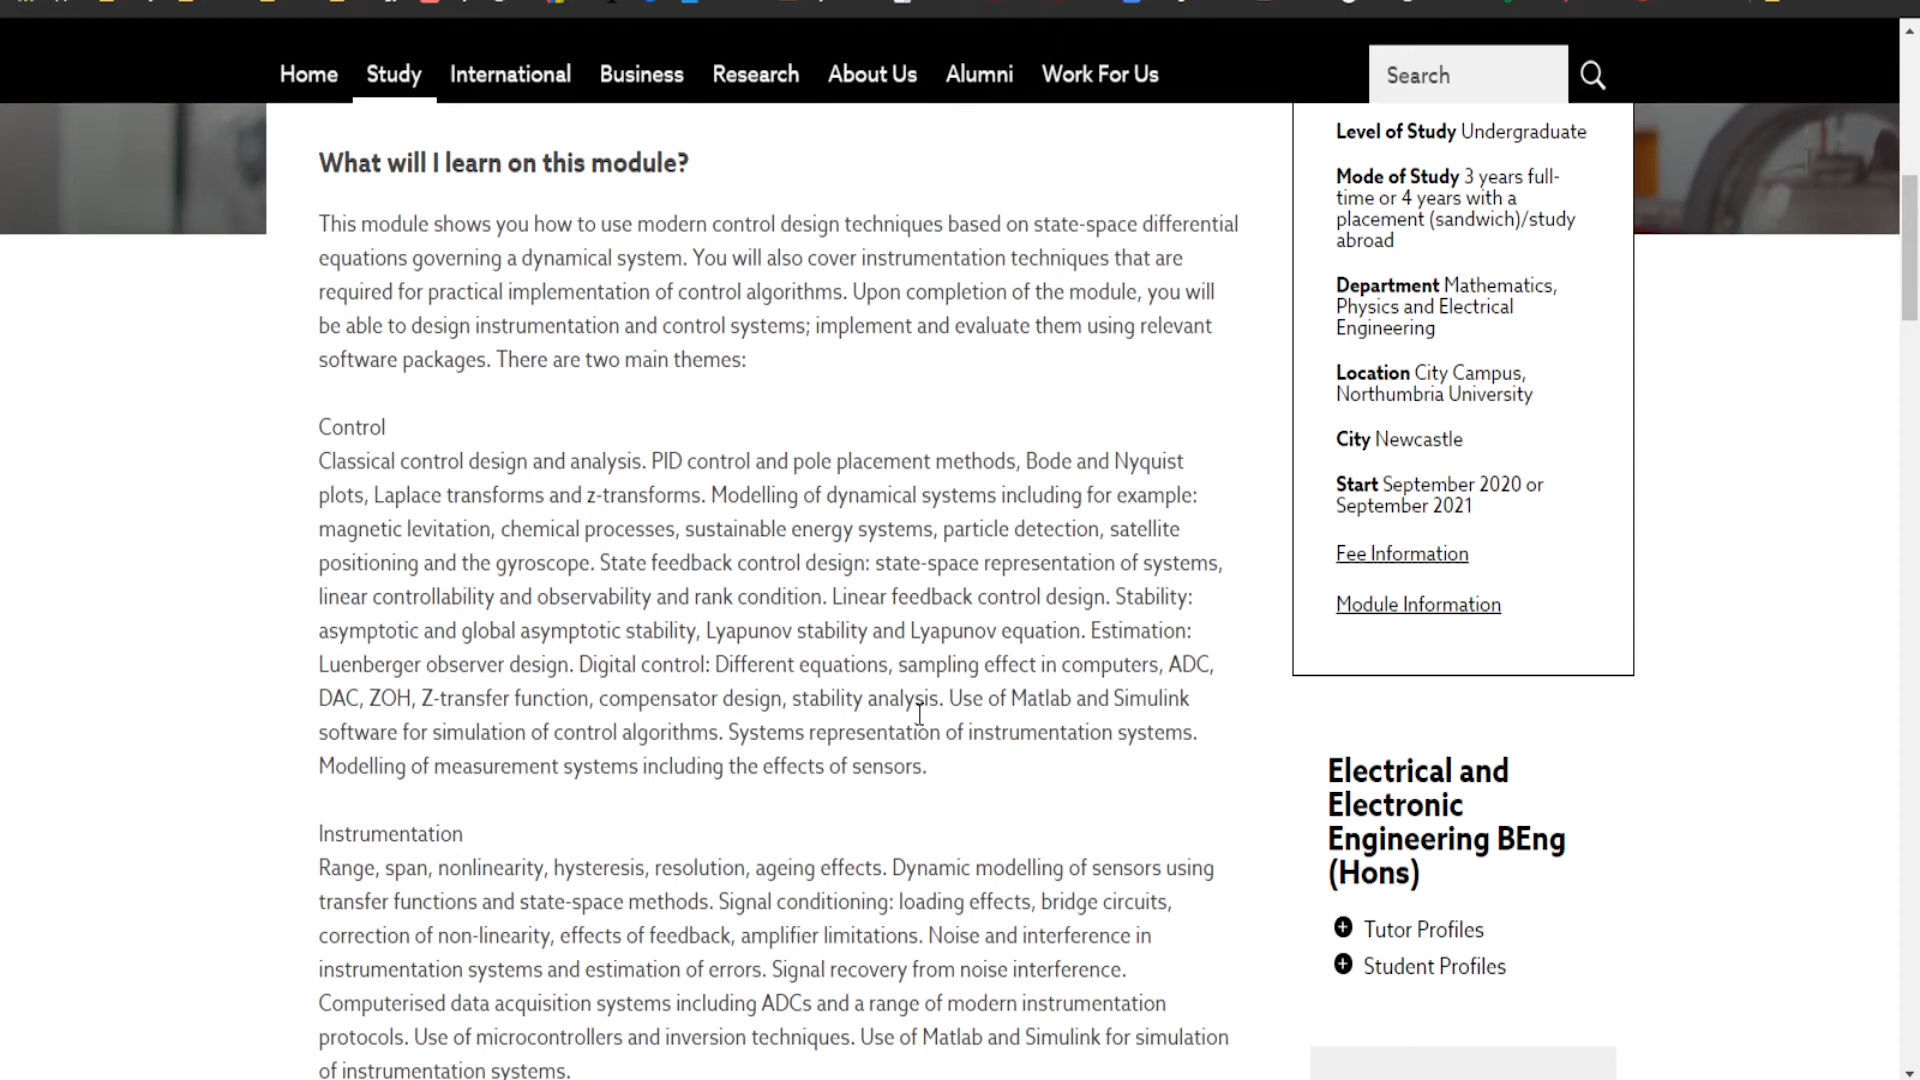 Home Study International Business Research About Us Alumni Work For Us Search
What will I learn on this module?
This module shows you how to use modern control design techniques based on state-space differential
equations governing a dynamical system. You will also cover instrumentation techniques that are
required for practical implementation of control algorithms. Upon completion of the module, you will
be able to design instrumentation and control systems; implement and evaluate them using relevant
software packages. There are two main themes:
Control
Classical control design and analysis. PID control and pole placement methods, Bode and Nyquist
plots, Laplace transforms and z-transforms. Modelling of dynamical systems including for example:
magnetic levitation, chemical processes, sustainable energy systems, particle detection, satellite
positioning and the gyroscope. State feedback control design: state-space representation of systems,
linear controllability and observability and rank condition. Linear feedback control design. Stability:
asymptotic and global asymptotic stability, Lyapunov stability and Lyapunov equation. Estimation:
Luenberger observer design. Digital control: Different equations, sampling effect in computers, ADC,
DAC, ZOH, Z-transfer function, compensator design, stability analysis. Use of Matlab and Simulink
software for simulation of control algorithms. Systems representation of instrumentation systems.
Modelling of measurement systems including the effects of sensors.
Instrumentation
Range, span, nonlinearity, hysteresis, resolution, ageing effects. Dynamic modelling of sensors using
transfer functions and state-space methods. Signal conditioning: loading effects, bridge circuits,
correction of non-linearity, effects of feedback, amplifier limitations. Noise and interference in
instrumentation systems and estimation of errors. Signal recovery from noise interference.
Computerised data acquisition systems including ADCs and a range of modern instrumentation
protocols. Use of microcontrollers and inversion techniques. Use of Matlab and Simulink for simulation
of instrumentation systems.
Level of Study Undergraduate
Mode of Study 3 years full-
time or 4 years with a
placement (sandwich)/study
abroad
Department Mathematics,
Physics and Electrical
Engineering
Location City Campus,
Northumbria University
City Newcastle
Start September 2020 or
September 2021
Fee Information
Module Information
Electrical and
Electronic
Engineering BEng
(Hons)
Tutor Profiles
Student Profiles